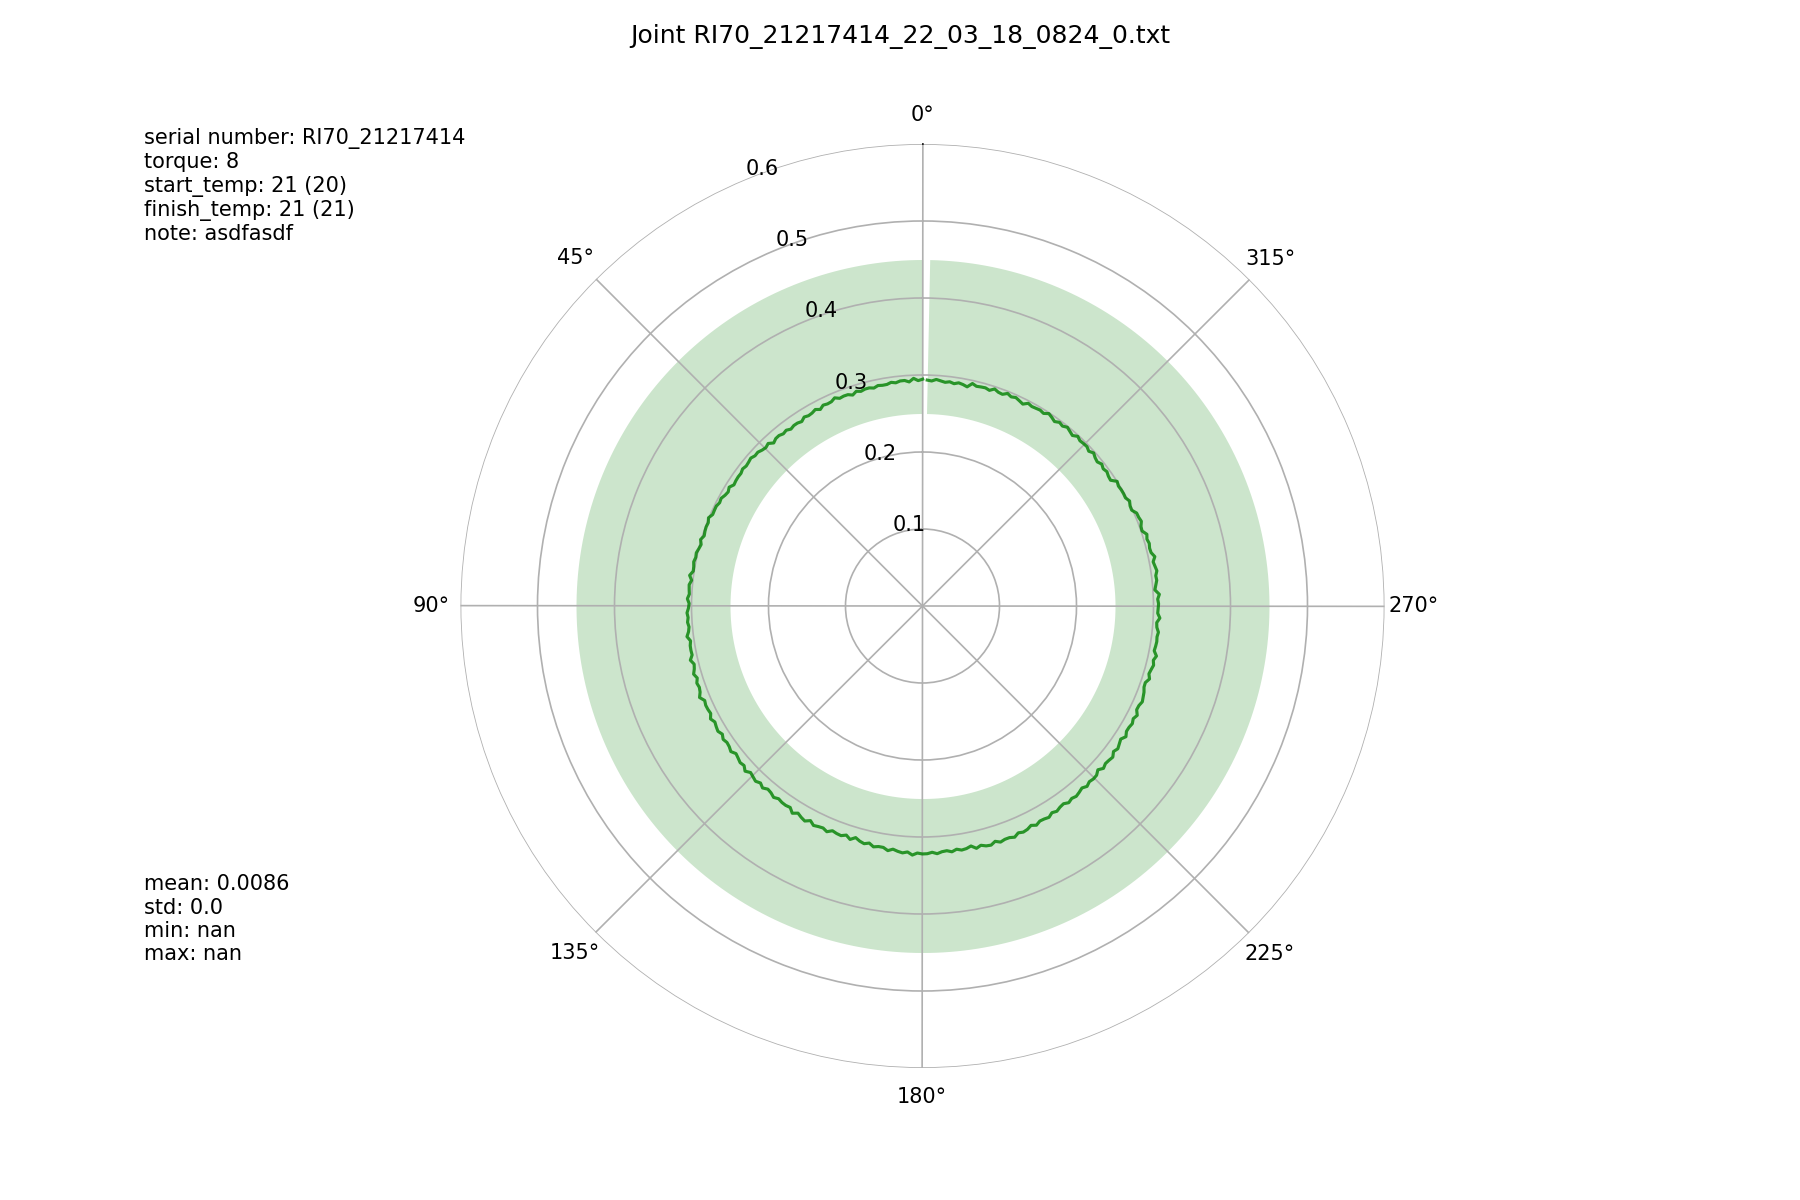 Joint RI70_21217414_22_03_18_0824_0.txt
serial number: RI70_21217414
torque: 8
start_temp: 21 (20)
finish_temp: 21 (21)
note: asdfasdf
0°
0.6
0.5
45°
315°
0.4
0.3
0.2
0.1
90°
270°
mean: 0.0086
std: 0.0
min: nan
max: nan
135°
225°
180°